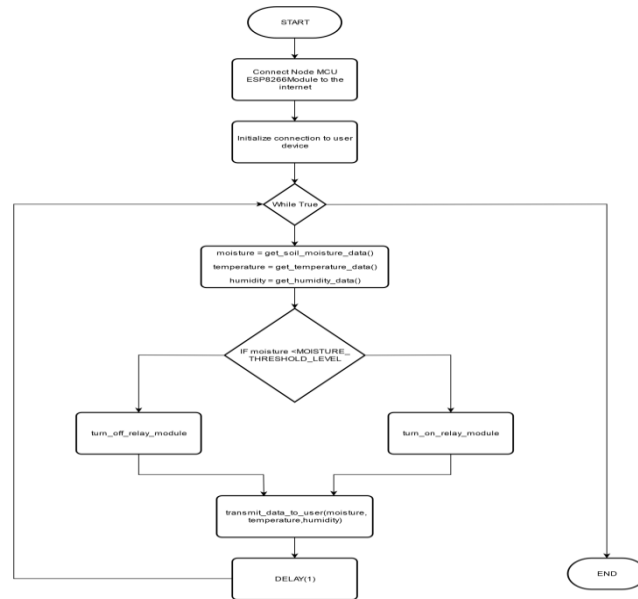 START
Connect Node MCU
ESP8266Module to the
internet
Initialize connection to user
device
While True
moisture = get_soil_moisture_data()
temperature = get_temperature_data()
humidity = get_humidity_data()
IF moisture <MOISTURE_
THRESHOLD_LEVEL
turn_off_relay_module
turn_on_relay_module
transmit_data_to_user(moisture,
temperature,humidity)
DELAY(1)
END